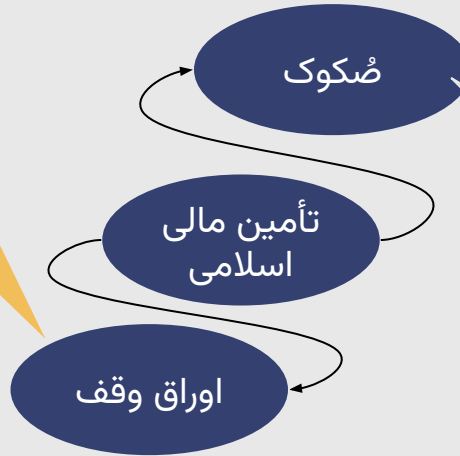 صُکوک
تأمین مالی
اسلامی
اوراق وقف